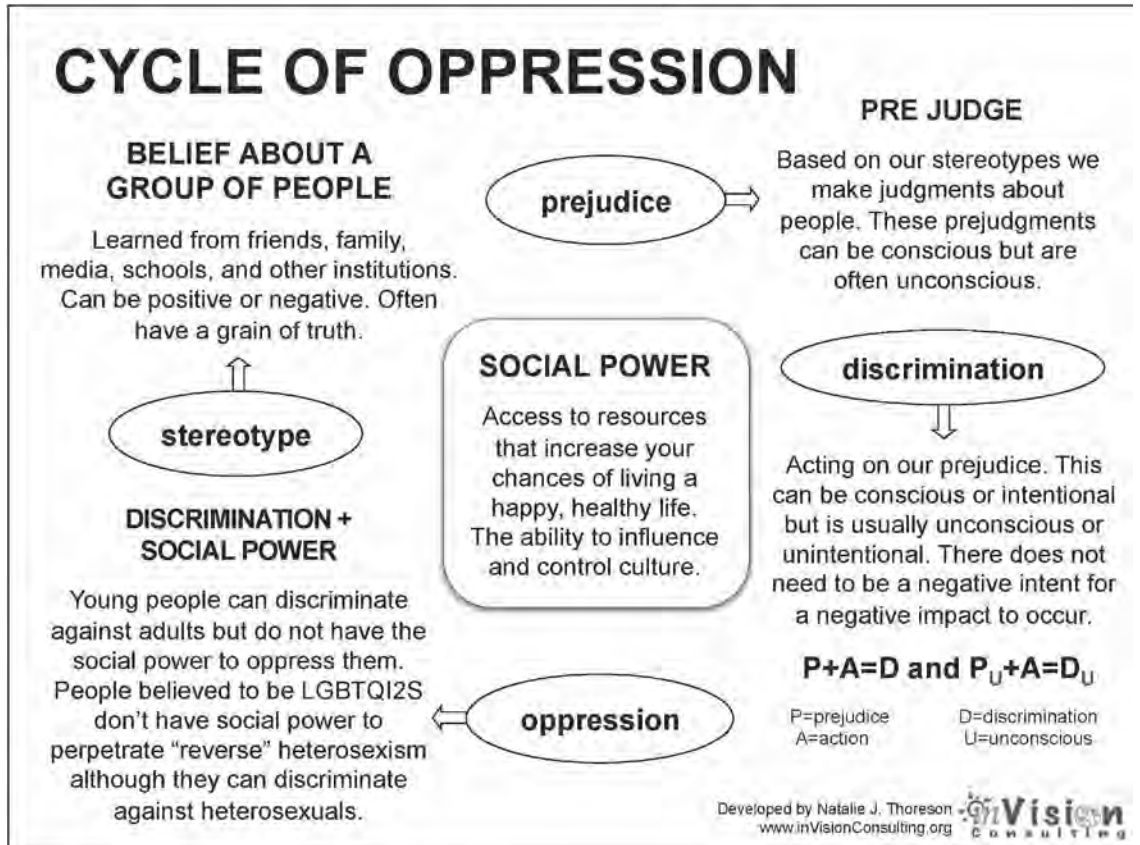 CYCLE OF OPPRESSION
BELIEF ABOUT A
GROUP OF PEOPLE
Learned from friends, family,
media, schools, and other institutions.
Can be positive or negative. Often
have a grain of truth.
stereotype
prejudice
PRE JUDGE
Based on our stereotypes we
make judgments about
people. These prejudgments
can be conscious but are
often unconscious.
SOCIAL POWER
Access to resources
that increase your
chances of living a
happy, healthy life.
The ability to influence
and control culture.
discrimination
Acting on our prejudice. This
can be conscious or intentional
but is usually unconscious or
unintentional. There does not
need to be a negative intent for
a negative impact to occur.
P+A=D and PU+A=DU
P=prejudice D=discrimination
A=action U=unconscious
oppression
DISCRIMINATION +
SOCIAL POWER
Young people can discriminate
against adults but do not have the
social power to oppress them.
People believed to be LGBTQI2S
don't have social power to
perpetrate “reverse” heterosexism
although they can discriminate
against heterosexuals.
Developed by Natalie J. Thoreson
www.inVisionConsulting.org
inVision
Consulting